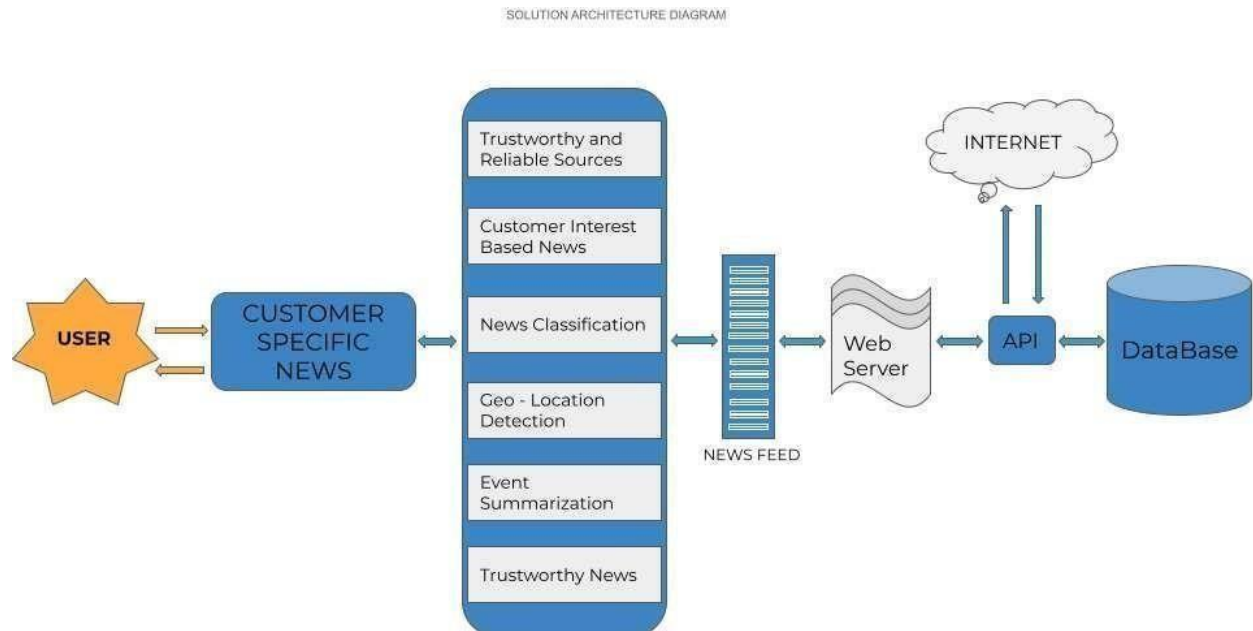 SOLUTION ARCHITECTURE DIAGRAM
USER
CUSTOMER
SPECIFIC
NEWS
Trustworthy and
Reliable Sources
Customer Interest
Based News
News Classification
Geo - Location
Detection
Event
Summarization
Trustworthy News
NEWS FEED
Web
Server
INTERNET
API
DataBase